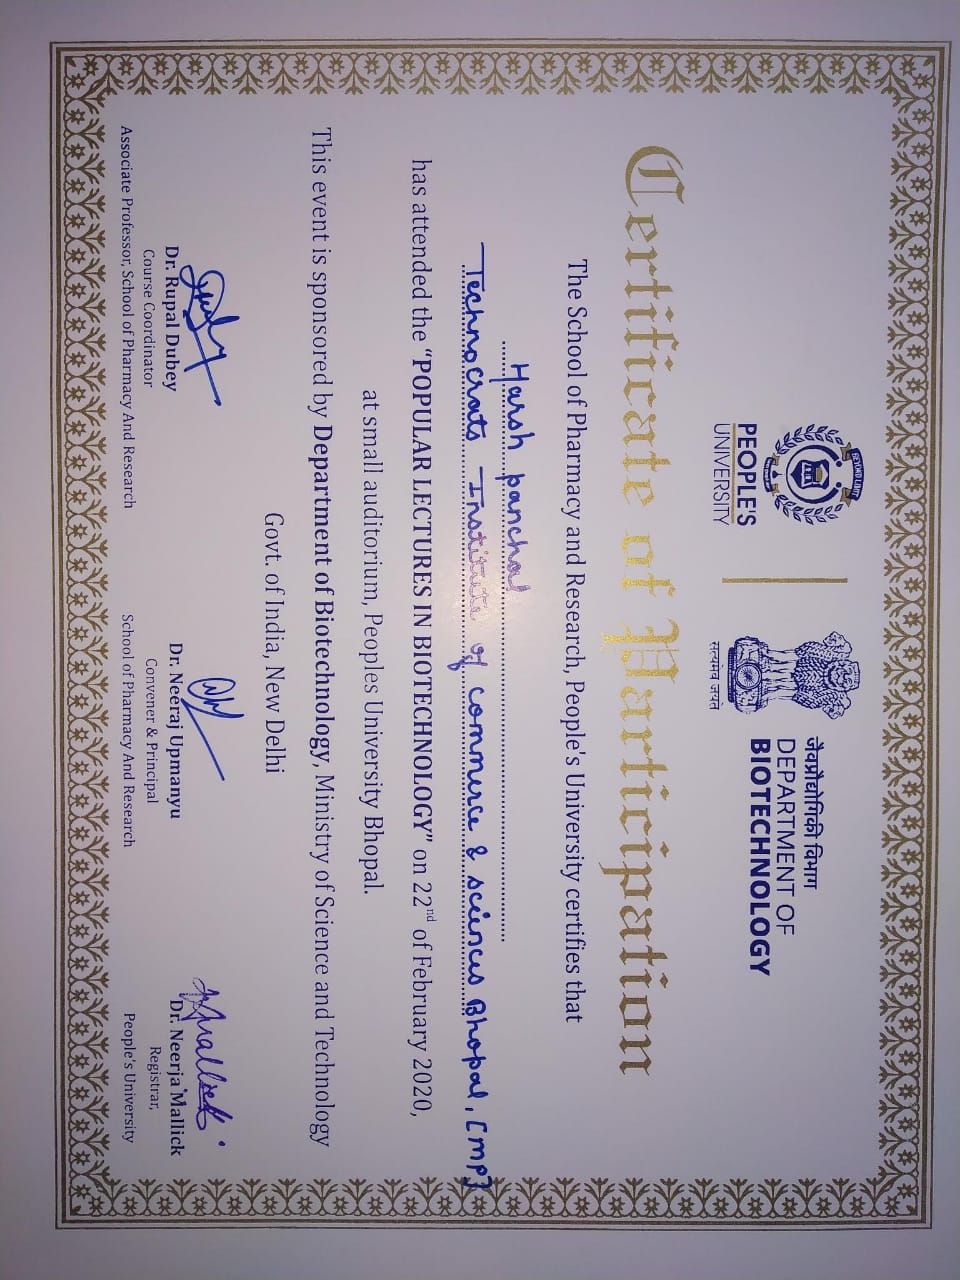 BEYOND LIMIT
PEOPLE'S
UNIVERSITY
सत्यमेव जयते
जैवप्रौद्योगिकी विभाग
DEPARTMENT OF
BIOTECHNOLOGY
Certificate of Participation
The School of Pharmacy and Research, People's University certifies that
Harsh panchal
Technocrats Institute of commerce & sciences Bhopal, [MP]
has attended the “POPULAR LECTURES IN BIOTECHNOLOGY” on 22nd of February 2020,
at small auditorium, Peoples University Bhopal.
This event is sponsored by Department of Biotechnology, Ministry of Science and Technology
Govt. of India, New Delhi
Dr. Rupal Dubey
Course Coordinator
Associate Professor, School of Pharmacy And Research
Dr. Neeraj Upmanyu
Convener & Principal
School of Pharmacy And Research
Dr. Neerja Mallick
Registrar,
People's University